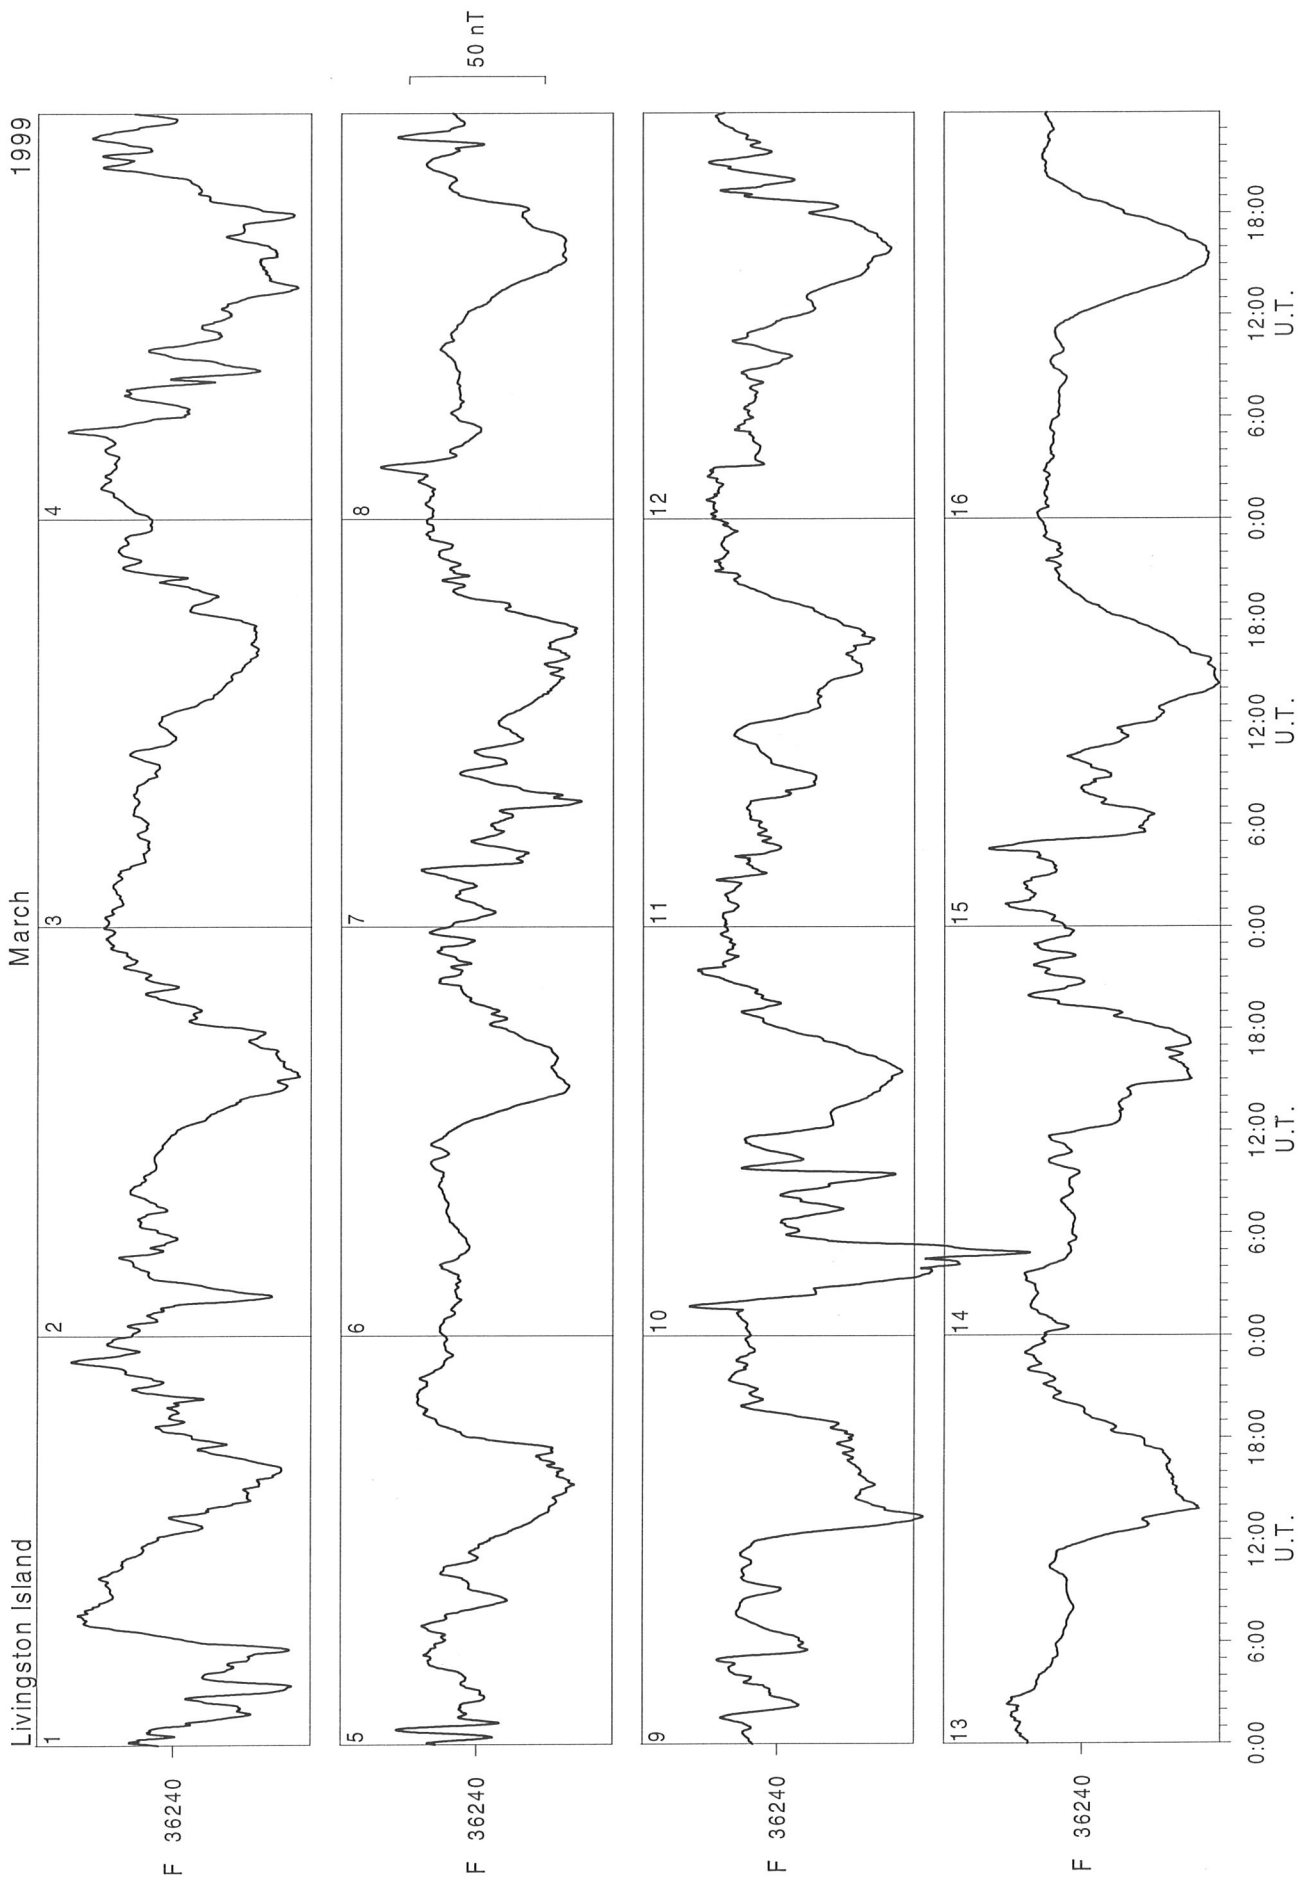 Livingston Island March 1999
50 nT
1 2 3 4
F 36240
5 6 7 8
F 36240
9 10 11 12
F 36240
13 14 15 16
F 36240
0:00 6:00 12:00 18:00 0:00 6:00 12:00 18:00 0:00 6:00 12:00 18:00 0:00 6:00 12:00 18:00
U.T. U.T. U.T. U.T.